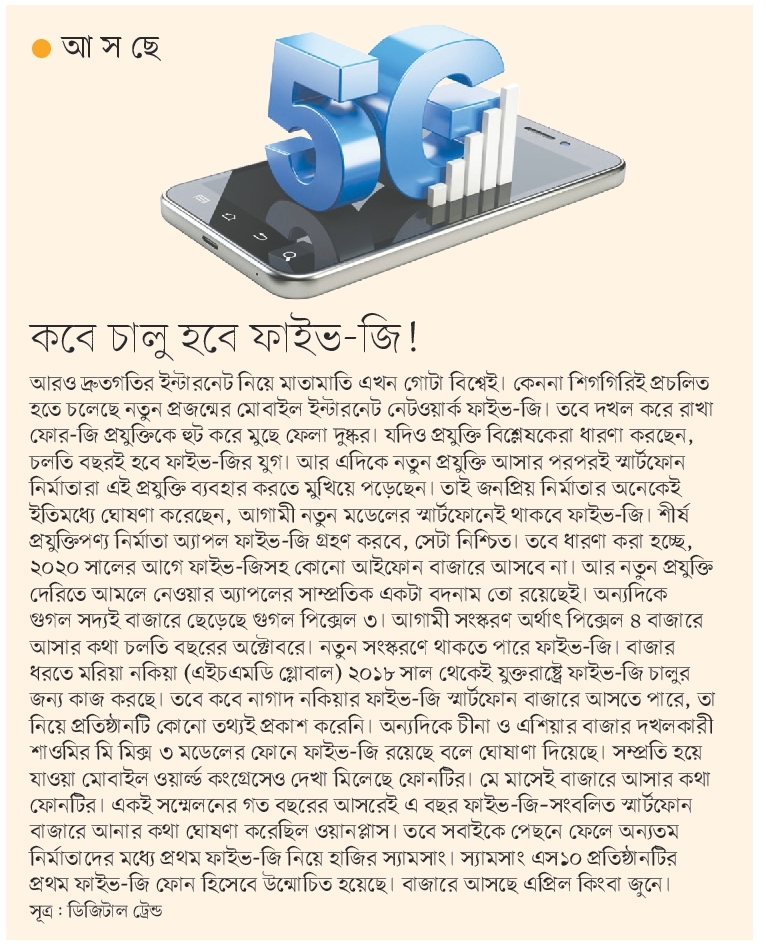 আ স ছে
5G
কবে চালু হবে ফাইভ-জি!
আরও দ্রুতগতির ইন্টারনেট নিয়ে মাতামাতি এখন গোটা বিশ্বেই। কেননা শিগগিরই প্রচলিত
হতে চলেছে নতুন প্রজন্মের মোবাইল ইন্টারনেট নেটওয়ার্ক ফাইভ-জি। তবে দখল করে রাখা
ফোর-জি প্রযুক্তিকে হুট করে মুছে ফেলা দুষ্কর। যদিও প্রযুক্তি বিশ্লেষকেরা ধারণা করছেন,
চলতি বছরই হবে ফাইভ-জির যুগ। আর এদিকে নতুন প্রযুক্তি আসার পরপরই স্মার্টফোন
নির্মাতারা এই প্রযুক্তি ব্যবহার করতে মুখিয়ে পড়েছেন। তাই জনপ্রিয় নির্মাতার অনেকেই
ইতিমধ্যে ঘোষণা করেছেন, আগামী নতুন মডেলের স্মার্টফোনেই থাকবে ফাইভ-জি। শীর্ষ
প্রযুক্তিপণ্য নির্মাতা অ্যাপল ফাইভ-জি গ্রহণ করবে, সেটা নিশ্চিত। তবে ধারণা করা হচ্ছে,
২০২০ সালের আগে ফাইভ-জিসহ কোনো আইফোন বাজারে আসবে না। আর নতুন প্রযুক্তি
দেরিতে আমলে নেওয়ার অ্যাপলের সাম্প্রতিক একটা বদনাম তো রয়েছেই। অন্যদিকে
গুগল সদ্যই বাজারে ছেড়েছে গুগল পিক্সেল ৩। আগামী সংস্করণ অর্থাৎ পিক্সেল ৪ বাজারে
আসার কথা চলতি বছরের অক্টোবরে। নতুন সংস্করণে থাকতে পারে ফাইভ-জি। বাজার
ধরতে মরিয়া নকিয়া (এইচএমডি গ্লোবাল) ২০১৮ সাল থেকেই যুক্তরাষ্ট্রে ফাইভ-জি চালুর
জন্য কাজ করছে। তবে কবে নাগাদ নকিয়ার ফাইভ-জি স্মার্টফোন বাজারে আসতে পারে, তা
নিয়ে প্রতিষ্ঠানটি কোনো তথ্যই প্রকাশ করেনি। অন্যদিকে চীনা ও এশিয়ার বাজার দখলকারী
শাওমির মি মিক্স ৩ মডেলের ফোনে ফাইভ-জি রয়েছে বলে ঘোষাণা দিয়েছে। সম্প্রতি হয়ে
যাওয়া মোবাইল ওয়ার্ল্ড কংগ্রেসেও দেখা মিলেছে ফোনটির। মে মাসেই বাজারে আসার কথা
ফোনটির। একই সম্মেলনের গত বছরের আসরেই এ বছর ফাইভ-জি-সংবলিত স্মার্টফোন
বাজারে আনার কথা ঘোষণা করেছিল ওয়ানপ্লাস। তবে সবাইকে পেছনে ফেলে অন্যতম
নির্মাতাদের মধ্যে প্রথম ফাইভ-জি নিয়ে হাজির স্যামসাং। স্যামসাং এস১০ প্রতিষ্ঠানটির
প্রথম ফাইভ-জি ফোন হিসেবে উন্মোচিত হয়েছে। বাজারে আসছে এপ্রিল কিংবা জুনে।
সূত্র : ডিজিটাল ট্রেন্ড